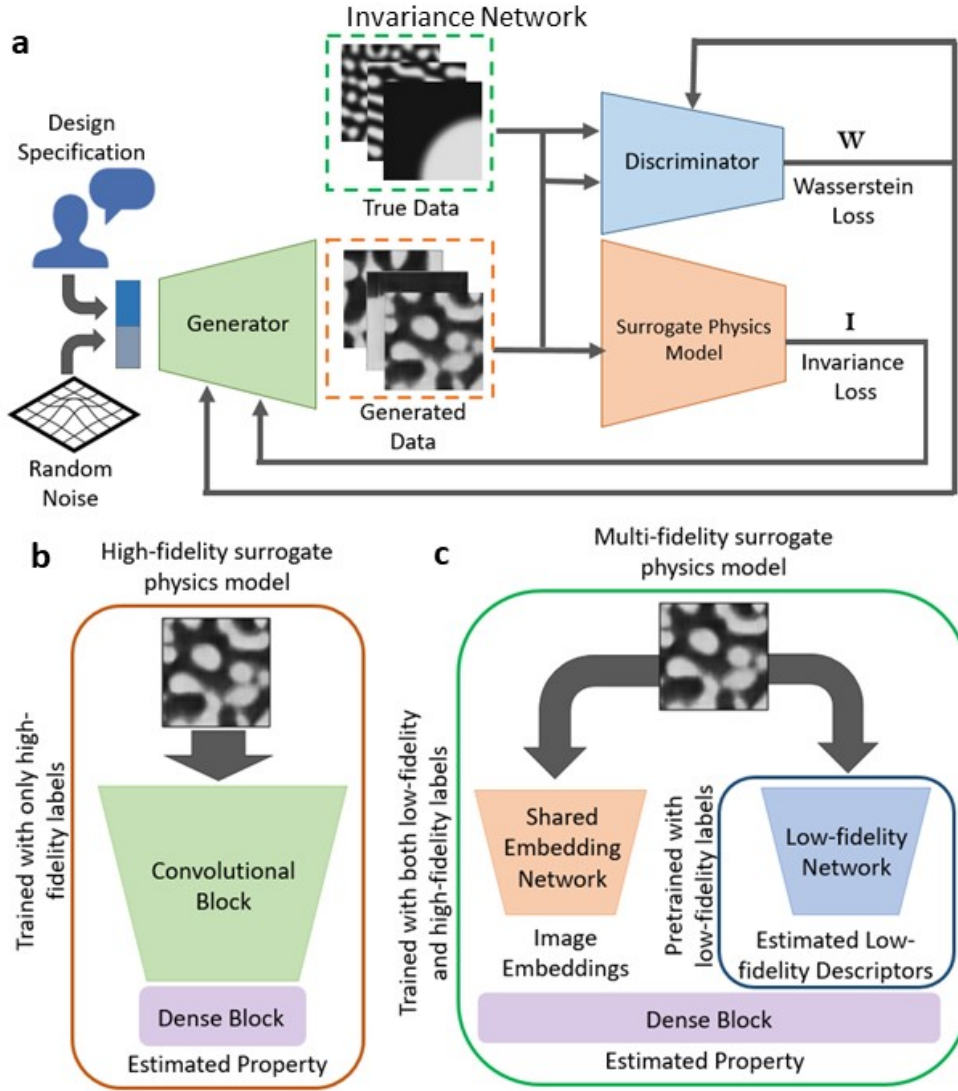 Invariance Network
a
Design
Specification
Random
Noise
Generator
True Data
Generated
Data
Discriminator
W
Wasserstein
Loss
Surrogate Physics
Model
I
Invariance
Loss
b
High-fidelity surrogate
physics model
Trained with only high-
fidelity labels
Convolutional
Block
Dense Block
Estimated Property
c
Multi-fidelity surrogate
physics model
Trained with both low-fidelity
and high-fidelity labels
Shared
Embedding
Network
Image
Embeddings
Pretrained with
low-fidelity labels
Low-fidelity
Network
Estimated Low-
fidelity Descriptors
Dense Block
Estimated Property